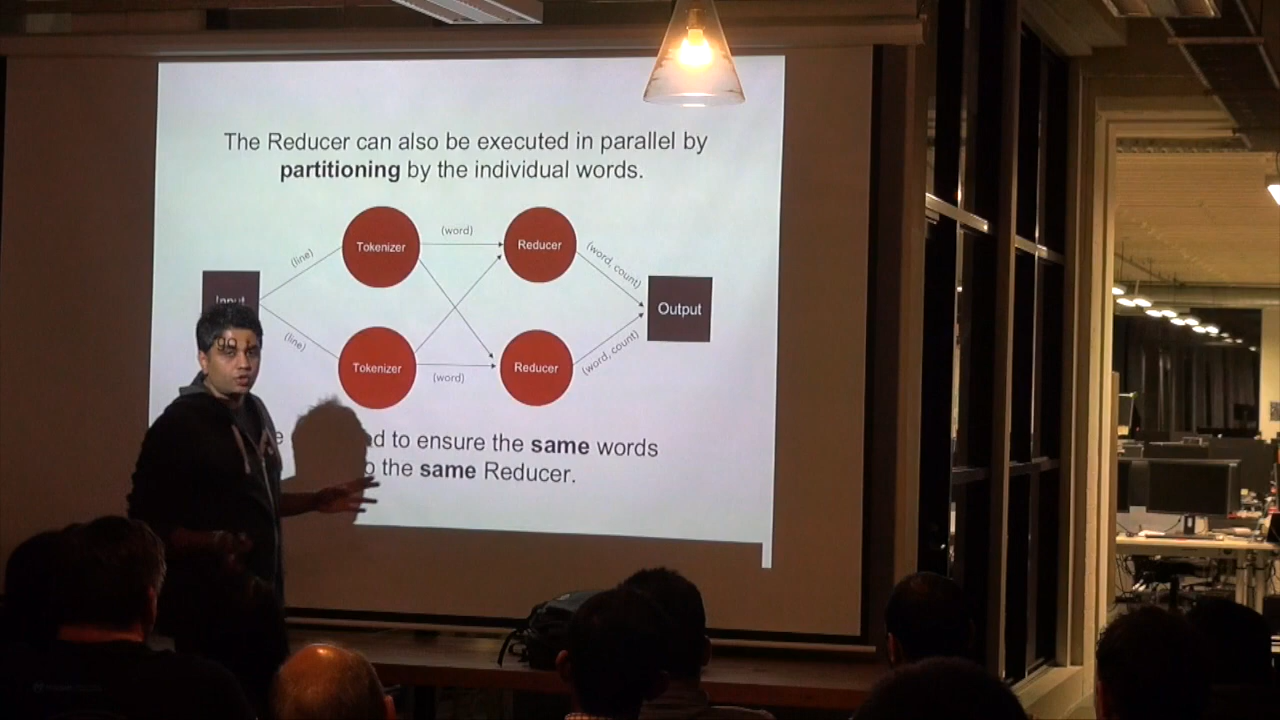 The Reducer can also be executed in parallel by
partitioning by the individual words.
(line)
Tokenizer
(word)
Reducer
(word, count)
Input
Output
(line)
Tokenizer
(word)
Reducer
(word, count)
to ensure the same words
the same Reducer.